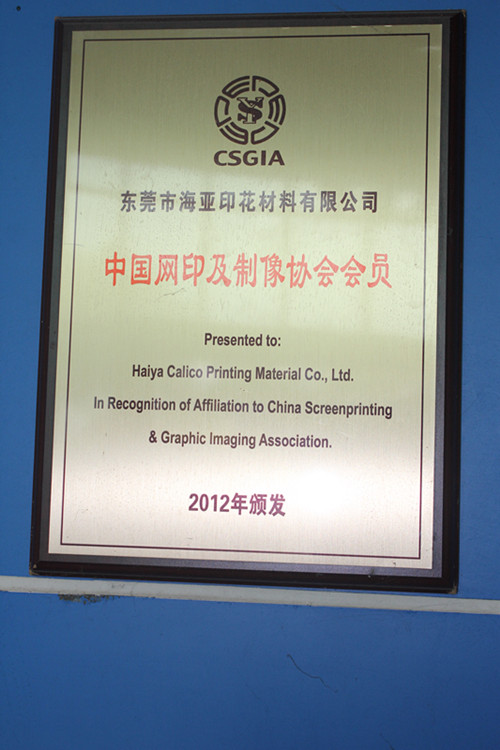 CSGIA
东莞市海亚印花材料有限公司
中国网印及制像协会会员
Presented to:
Haiya Calico Printing Material Co., Ltd.
In Recognition of Affiliation to China Screenprinting
& Graphic Imaging Association.
2012年颁发